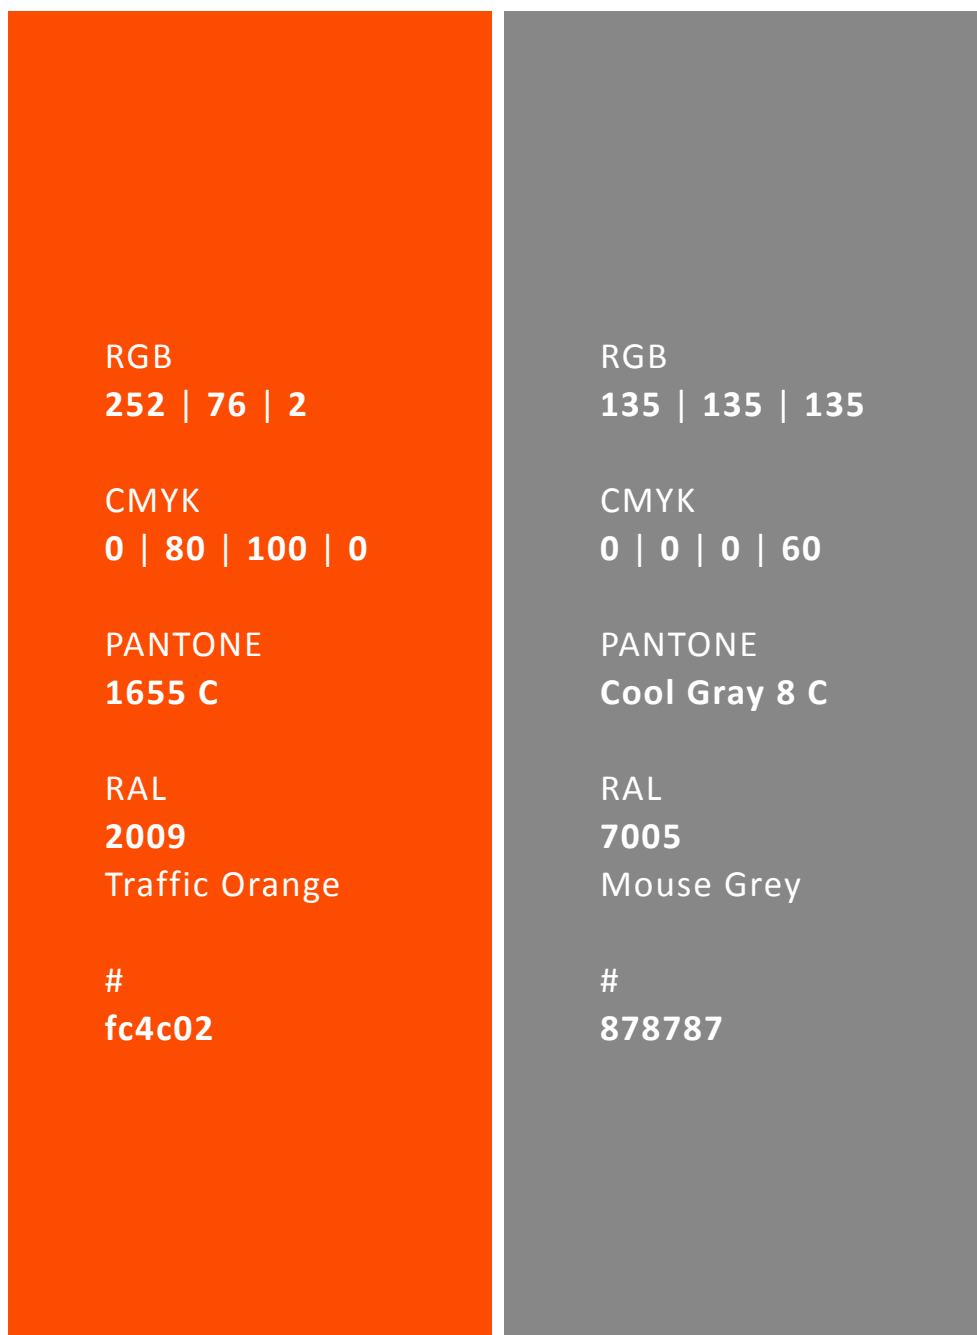 RGB
252 | 76 | 2
CMYK
0 | 80 | 100 | 0
PANTONE
1655 C
RAL
2009
Traffic Orange
#
fc4c02
RGB
135 | 135 | 135
CMYK
0 | 0 | 0 | 60
PANTONE
Cool Gray 8 C
RAL
7005
Mouse Grey
#
878787